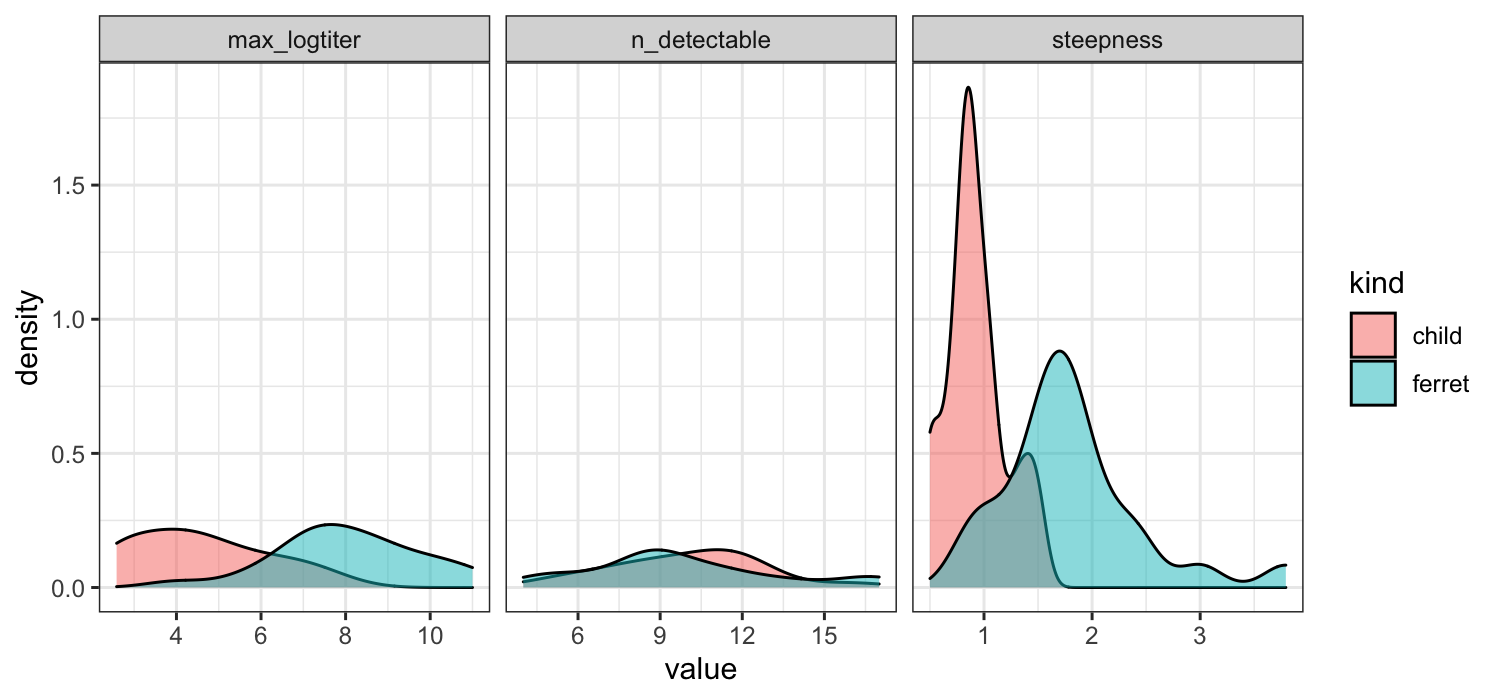 max_logtiter n_detectable steepness
1.5
1.0
0.5
0.0
density
4 6 8 10 6 9 12 15 1 2 3
value
kind
child
ferret